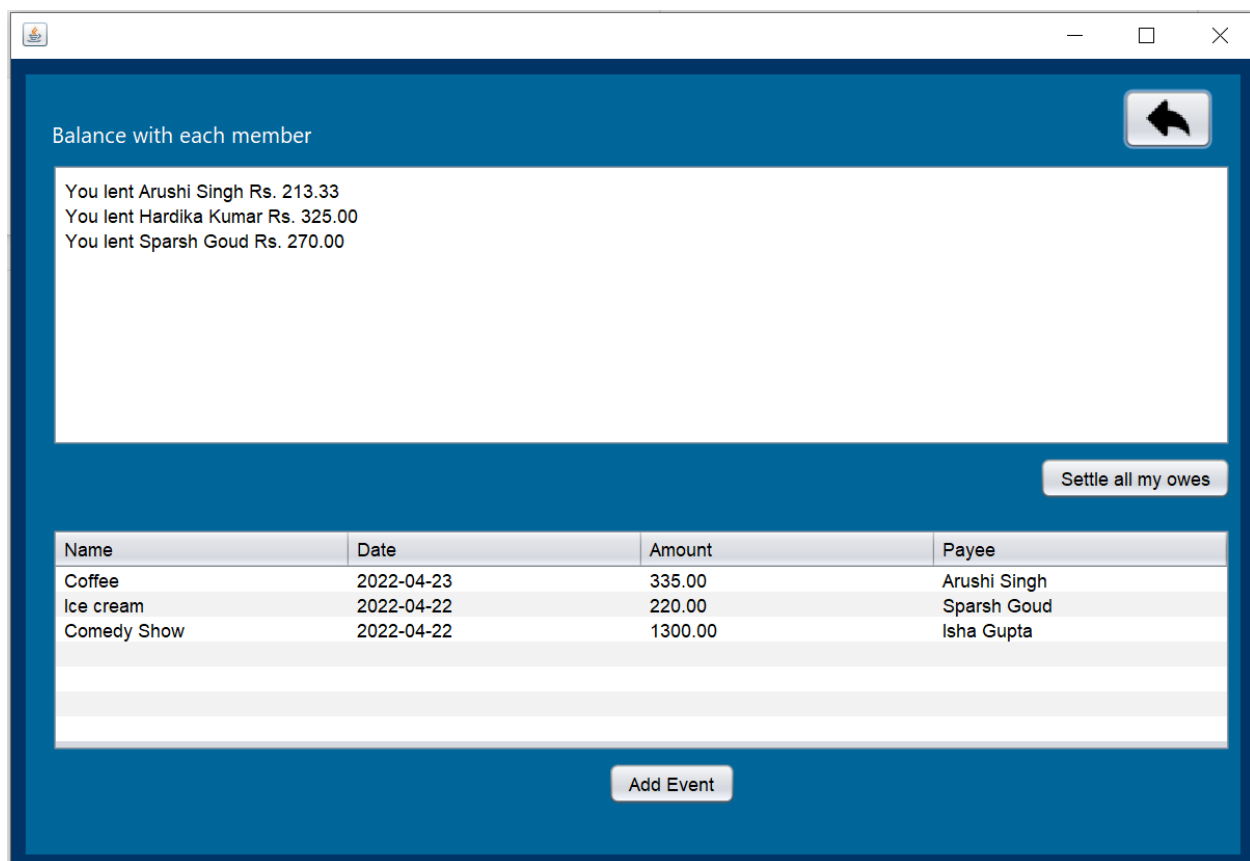 Balance with each member
You lent Arushi Singh Rs. 213.33
You lent Hardika Kumar Rs. 325.00
You lent Sparsh Goud Rs. 270.00
Settle all my owes
Name Date Amount Payee
Coffee 2022-04-23 335.00 Arushi Singh
Ice cream 2022-04-22 220.00 Sparsh Goud
Comedy Show 2022-04-22 1300.00 Isha Gupta
Add Event